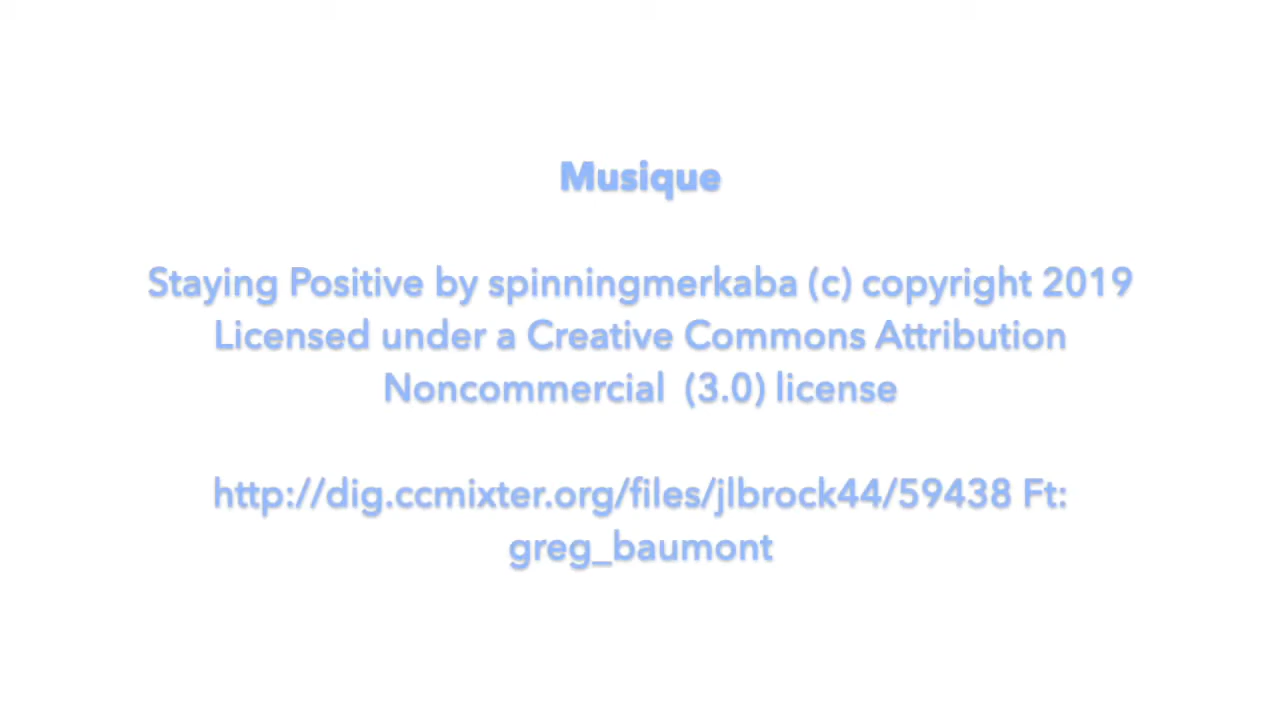 Musique
Staying Positive by spinningmerkaba (c) copyright 2019
Licensed under a Creative Commons Attribution
Noncommercial  (3.0) license
http://dig.ccmixter.org/files/jlbrock44/59438 Ft:
greg_baumont